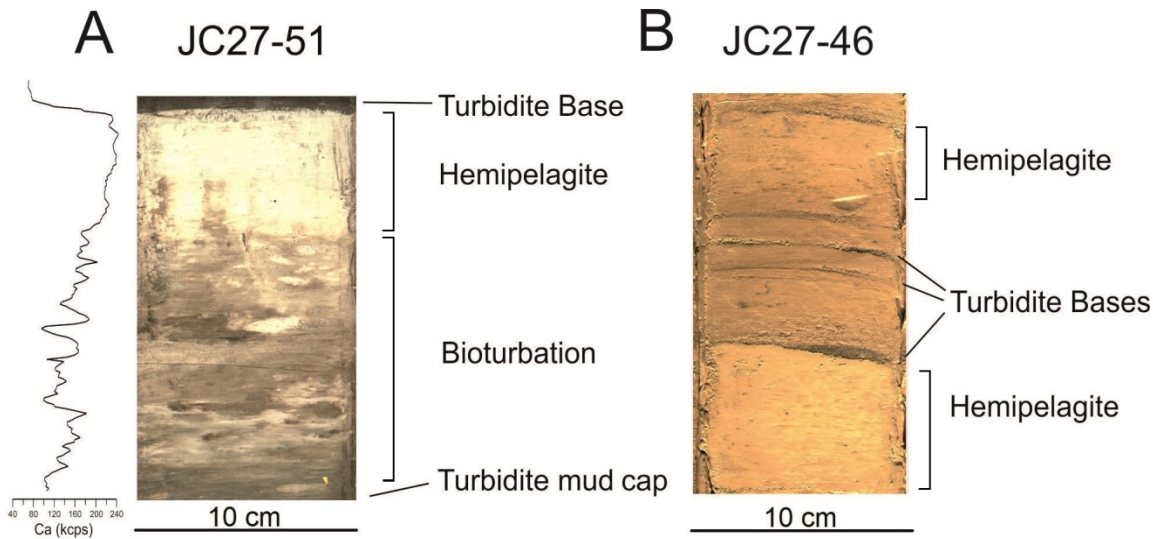 A
JC27-51
Turbidite Base
Hemipelagite
Bioturbation
Turbidite mud cap
40 80 120 160 200 240
Ca (kcps)
10 cm
B
JC27-46
Hemipelagite
Turbidite Bases
Hemipelagite
10 cm